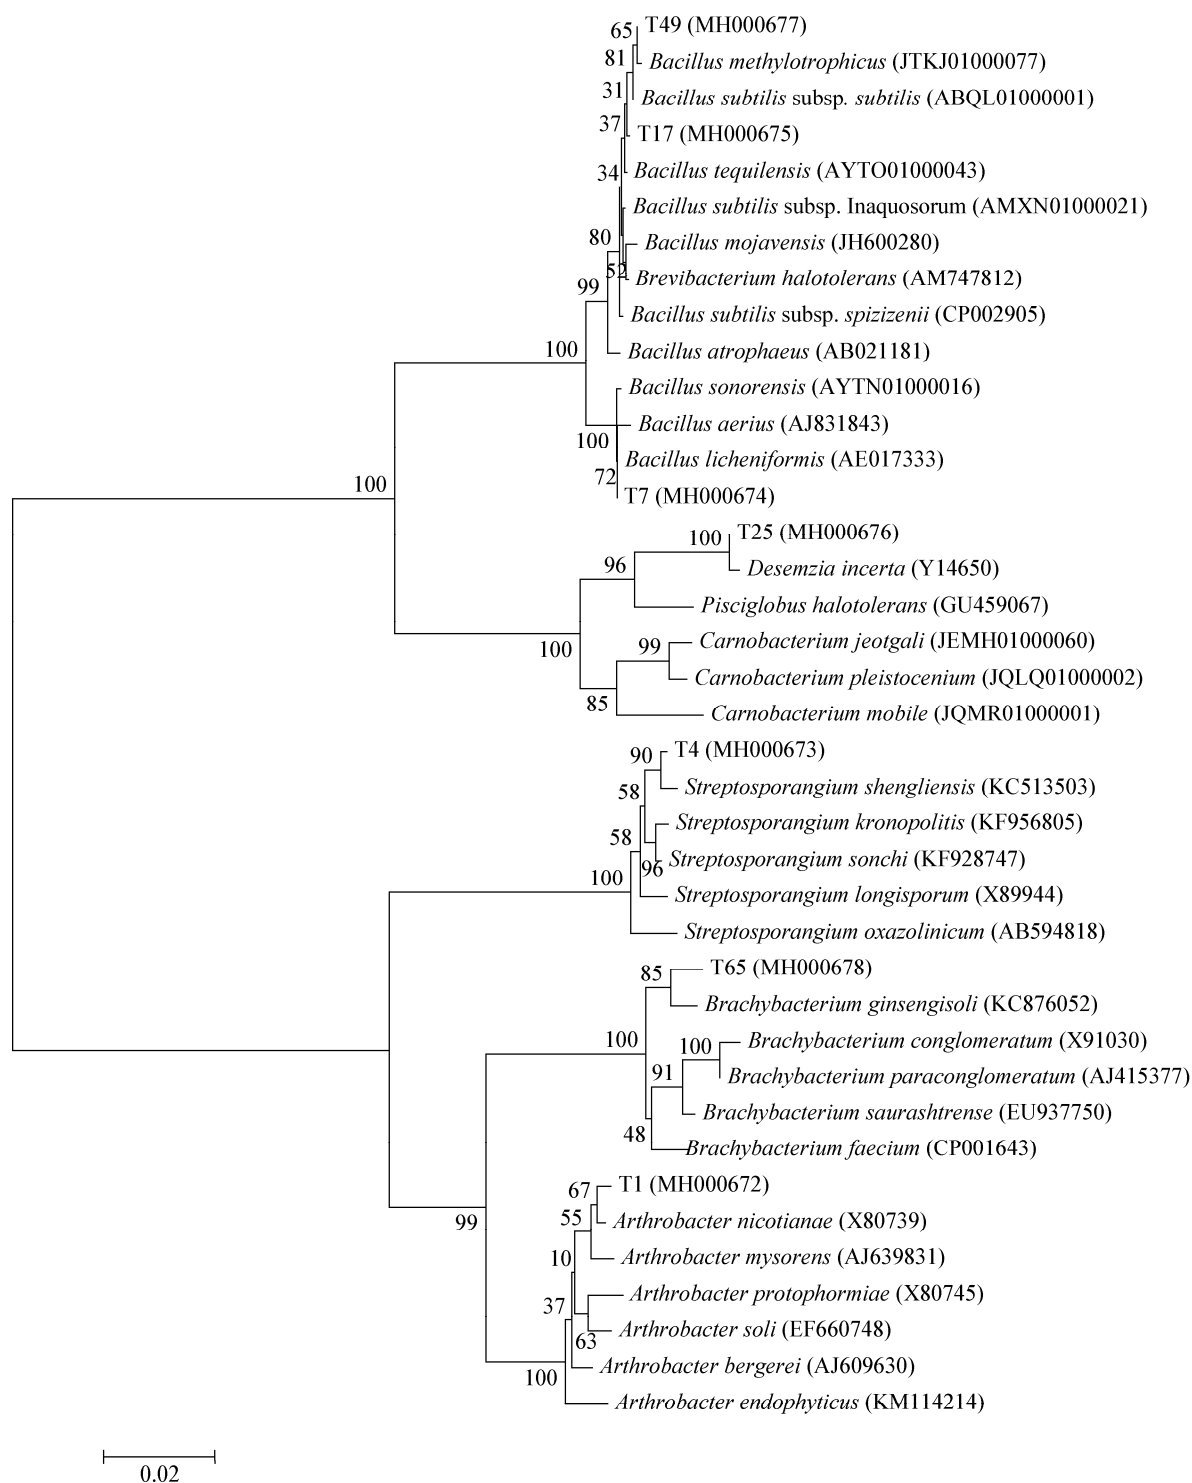 65 T49 (MH000677)
81 Bacillus methylotrophicus (JTKJ01000077)
31 Bacillus subtilis subsp. subtilis (ABQL01000001)
37 T17 (MH000675)
34 Bacillus tequilensis (AYTO01000043)
Bacillus subtilis subsp. Inaquosorum (AMXN01000021)
80 Bacillus mojavensis (JH600280)
52 Brevibacterium halotolerans (AM747812)
99 Bacillus subtilis subsp. spizizenii (CP002905)
100 Bacillus atrophaeus (AB021181)
Bacillus sonorensis (AYTN01000016)
Bacillus aerius (AJ831843)
100
Bacillus licheniformis (AE017333)
72
100 T7 (MH000674)
100 T25 (MH000676)
96 Desemzia incerta (Y14650)
Pisciglobus halotolerans (GU459067)
100 99 Carnobacterium jeotgali (JEMH01000060)
Carnobacterium pleistocenium (JQLQ01000002)
85 Carnobacterium mobile (JQMR01000001)
90 T4 (MH000673)
58 Streptosporangium shengliensis (KC513503)
58 Streptosporangium kronopolitis (KF956805)
96 Streptosporangium sonchi (KF928747)
100 Streptosporangium longisporum (X89944)
Streptosporangium oxazolinicum (AB594818)
85 T65 (MH000678)
Brachybacterium ginsengisoli (KC876052)
100 100 Brachybacterium conglomeratum (X91030)
91 Brachybacterium paraconglomeratum (AJ415377)
Brachybacterium saurashtrense (EU937750)
48 Brachybacterium faecium (CP001643)
67 T1 (MH000672)
99 55 Arthrobacter nicotianae (X80739)
10 Arthrobacter mysorens (AJ639831)
37 Arthrobacter protophormiae (X80745)
63 Arthrobacter soli (EF660748)
100 Arthrobacter bergerei (AJ609630)
Arthrobacter endophyticus (KM114214)
0.02